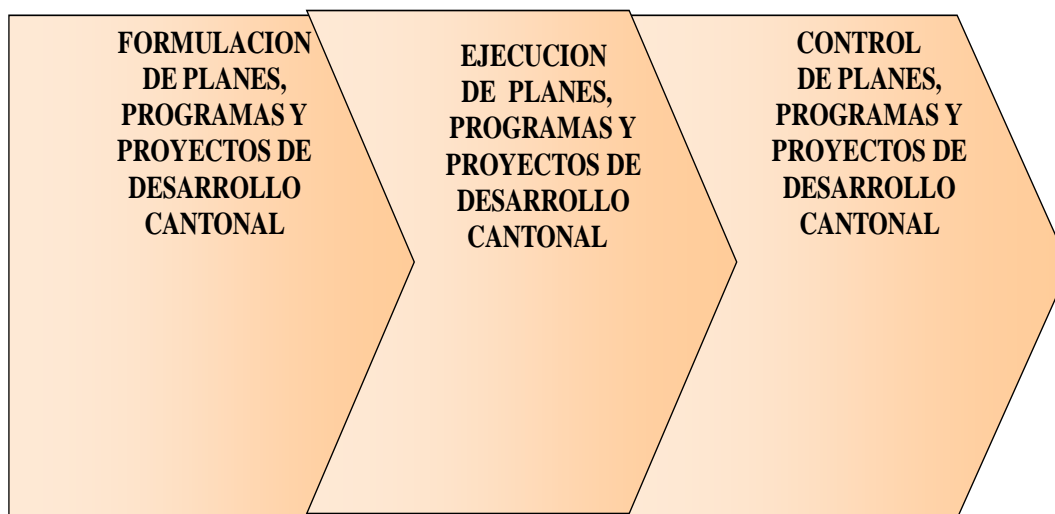 FORMULACION
DE PLANES,
PROGRAMAS Y
PROYECTOS DE
DESARROLLO
CANTONAL
EJECUCION
DE PLANES,
PROGRAMAS Y
PROYECTOS DE
DESARROLLO
CANTONAL
CONTROL
DE PLANES,
PROGRAMAS Y
PROYECTOS DE
DESARROLLO
CANTONAL